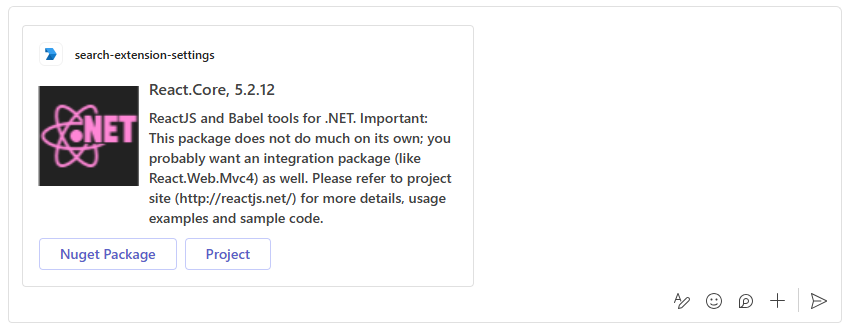 search-extension-settings
React.Core, 5.2.12
.NET
ReactJS and Babel tools for .NET. Important:
This package does not do much on its own; you
probably want an integration package (like
React.Web.Mvc4) as well. Please refer to project
site (http://reactjs.net/) for more details, usage
examples and sample code.
Nuget Package
Project